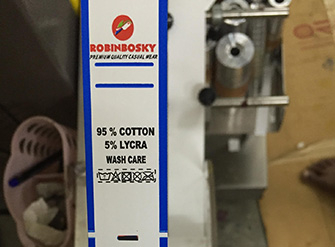 ROBINBOSKY
PREMIUM QUALITY CASUAL WEAR
95 % COTTON
5% LYCRA
WASH CARE